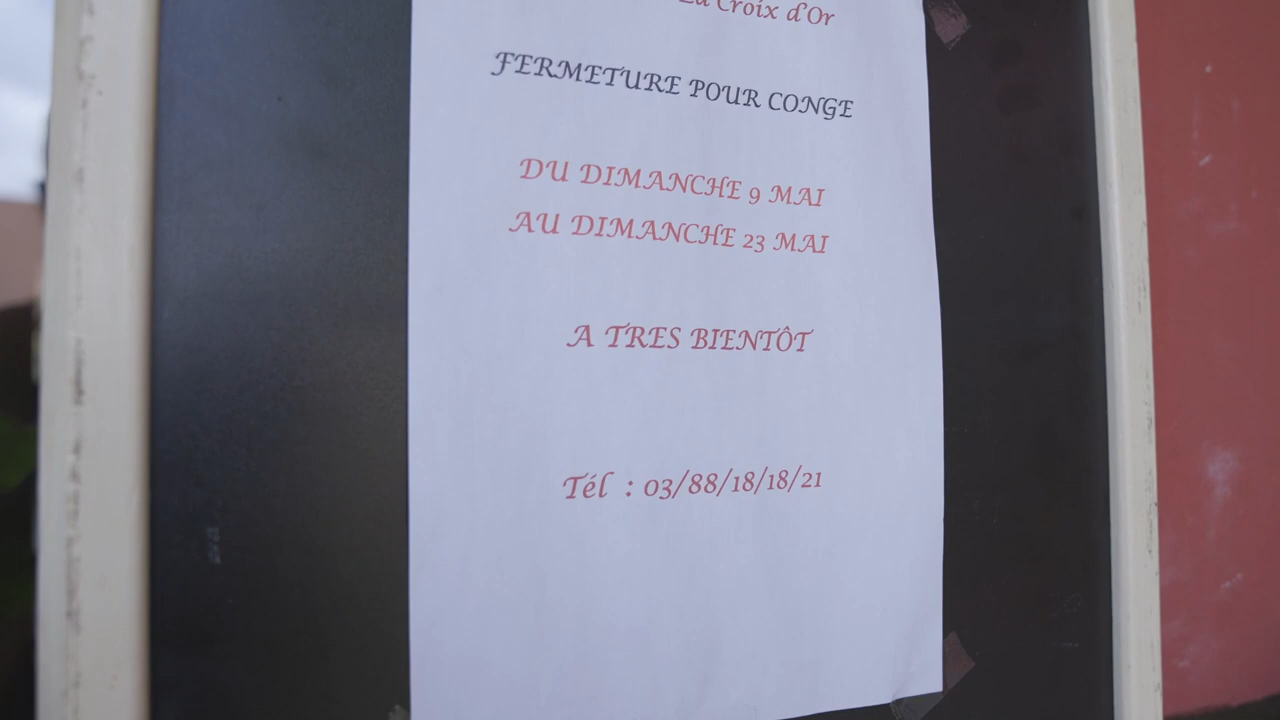 La Croix d'Or
FERMETURE POUR CONGE
DU DIMANCHE 9 MAI
AU DIMANCHE 23 MAI
A TRES BIENTÔT
Tél : 03/88/18/18/21